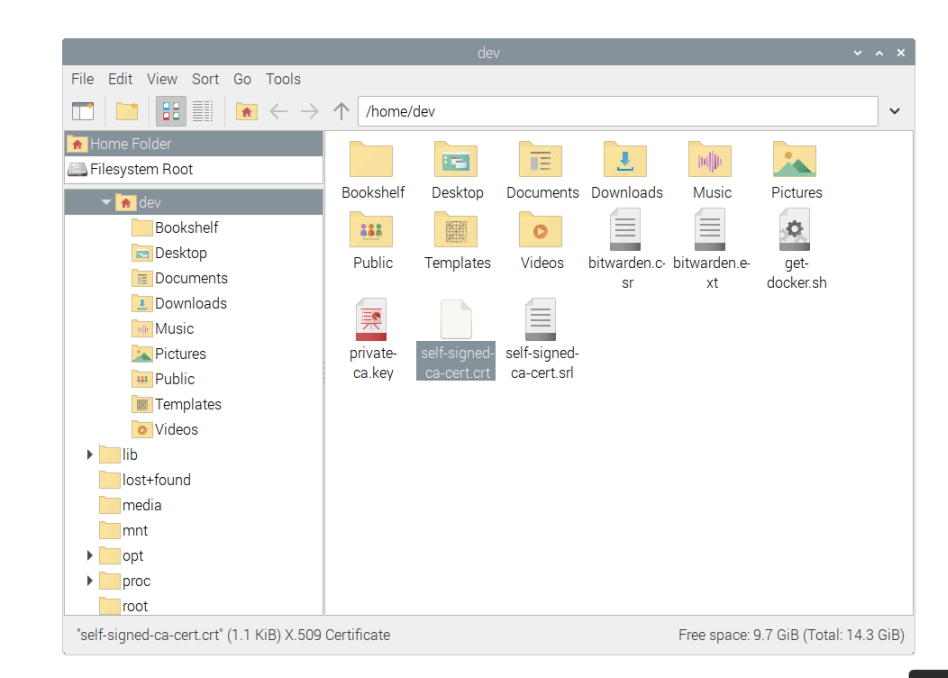 dev
File Edit View Sort Go Tools
/home/dev
Home Folder
Filesystem Root
dev
Bookshelf
Desktop
Documents
Downloads
Music
Pictures
Public
Templates
Videos
lib
lost+found
media
mnt
opt
proc
root
Bookshelf Desktop Documents Downloads Music Pictures
Public Templates Videos bitwarden.c- bitwarden.e- get-
sr xt docker.sh
private- self-signed- self-signed-
ca.key ca-cert.crt ca-cert.srl
"self-signed-ca-cert.crt" (1.1 KiB) X.509 Certificate Free space: 9.7 GiB (Total: 14.3 GiB)